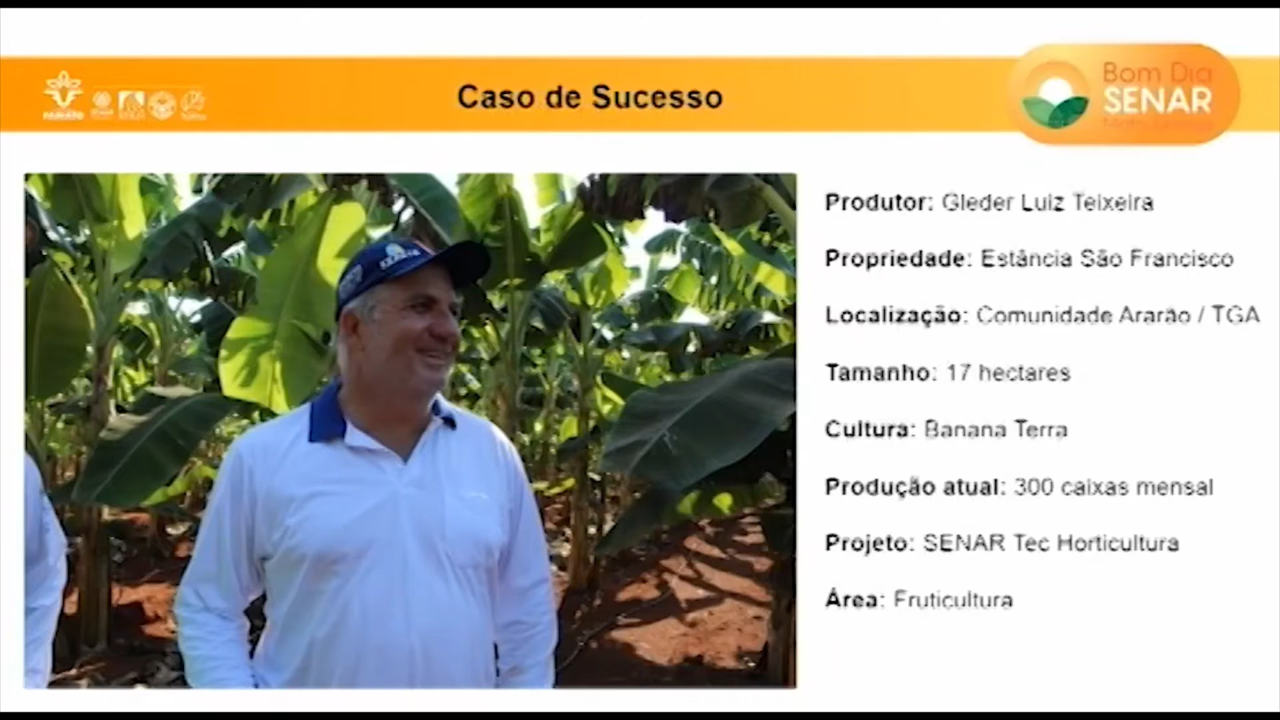 Caso de Sucesso
Bom Dia
SENAR
Produtor: Gleder Luiz Teixeira
Propriedade: Estância São Francisco
Localização: Comunidade Ararão / TGA
Tamanho: 17 hectares
Cultura: Banana Terra
Produção atual: 300 caixas mensal
Projeto: SENAR Tec Horticultura
Área: Fruticultura